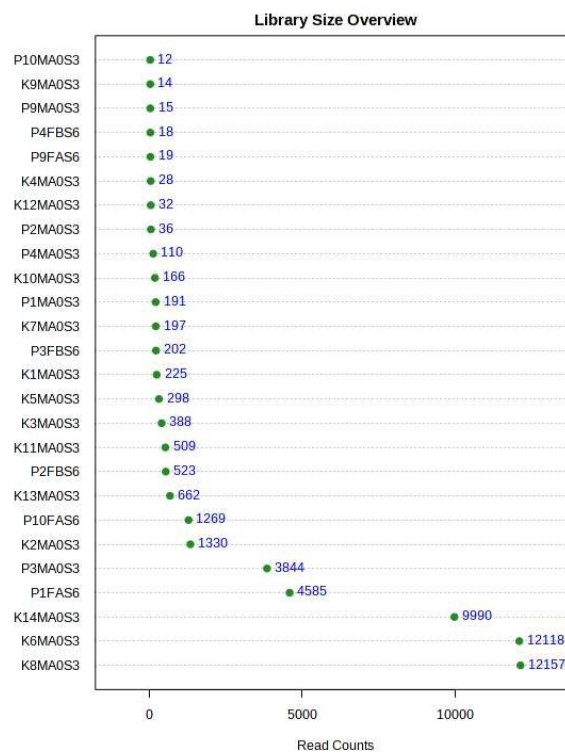 Library Size Overview
P10MA0S3 12
K9MA0S3 14
P9MA0S3 15
P4FBS6 18
P9FAS6 19
K4MA0S3 28
K12MA0S3 32
P2MA0S3 36
P4MA0S3 110
K10MA0S3 166
P1MA0S3 191
K7MA0S3 197
P3FBS6 202
K1MA0S3 225
K5MA0S3 298
K3MA0S3 388
K11MA0S3 509
P2FBS6 523
K13MA0S3 662
P10FAS6 1269
K2MA0S3 1330
P3MA0S3 3844
P1FAS6 4585
K14MA0S3 9990
K6MA0S3 12118
K8MA0S3 12157
0 5000 10000
Read Counts